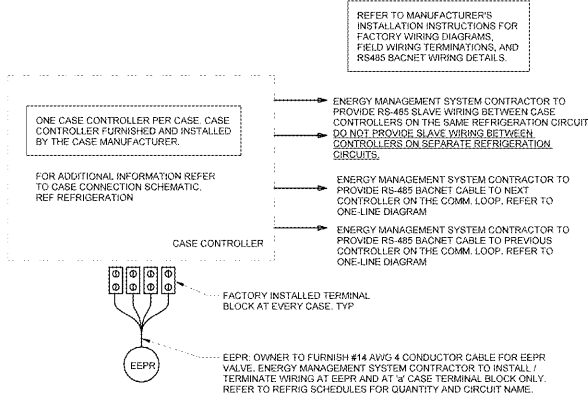 REFER TO MANUFACTURER'S
INSTALLATION INSTRUCTIONS FOR
FACTORY WIRING DIAGRAMS,
FIELD WIRING TERMINATIONS, AND
RS485 BACNET WIRING DETAILS.
ONE CASE CONTROLLER PER CASE. CASE
CONTROLLER FURNISHED AND INSTALLED
BY THE CASE MANUFACTURER.
FOR ADDITIONAL INFORMATION REFER
TO CASE CONNECTION SCHEMATIC.
REF REFRIGERATION
CASE CONTROLLER
ENERGY MANAGEMENT SYSTEM CONTRACTOR TO
PROVIDE RS-485 SLAVE WIRING BETWEEN CASE
CONTROLLERS ON THE SAME REFRIGERATION CIRCUIT
DO NOT PROVIDE SLAVE WIRING BETWEEN
CONTROLLERS ON SEPARATE REFRIGERATION
CIRCUITS.
ENERGY MANAGEMENT SYSTEM CONTRACTOR TO
PROVIDE RS-485 BACNET CABLE TO NEXT
CONTROLLER ON THE COMM. LOOP. REFER TO
ONE-LINE DIAGRAM
ENERGY MANAGEMENT SYSTEM CONTRACTOR TO
PROVIDE RS-485 BACNET CABLE TO PREVIOUS
CONTROLLER ON THE COMM. LOOP. REFER TO
ONE-LINE DIAGRAM
FACTORY INSTALLED TERMINAL
BLOCK AT EVERY CASE. TYP
EEPR
EEPR: OWNER TO FURNISH #14 AWG 4 CONDUCTOR CABLE FOR EEPR
VALVE. ENERGY MANAGEMENT SYSTEM CONTRACTOR TO INSTALL /
TERMINATE WIRING AT EEPR AND AT 'a' CASE TERMINAL BLOCK ONLY.
REFER TO REFRIG SCHEDULES FOR QUANTITY AND CIRCUIT NAME.